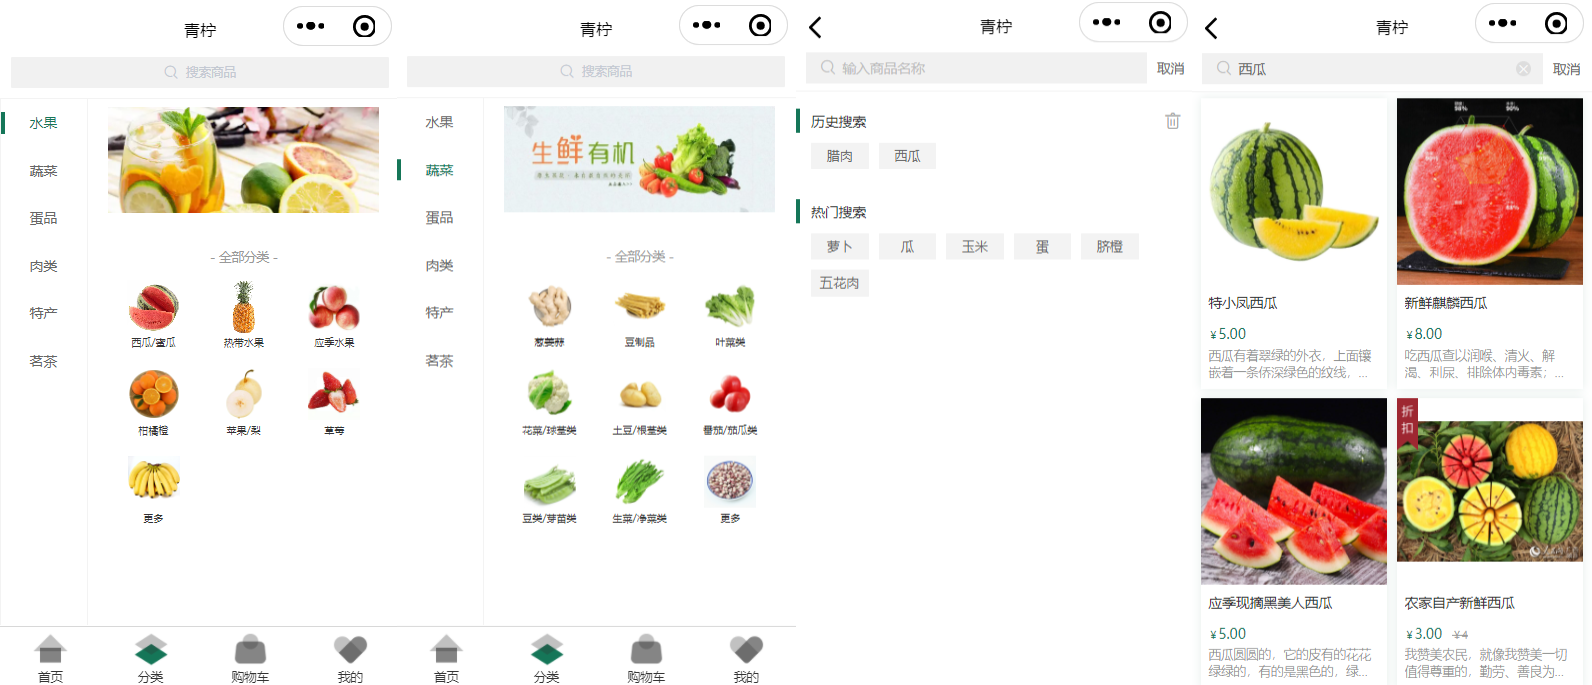 青柠
搜索商品
水果
蔬菜
蛋品
肉类
特产
茗茶
- 全部分类 -
西瓜/蜜瓜
热带水果
应季水果
柑橘橙
苹果/梨
草莓
更多
首页
分类
购物车
我的
青柠
搜索商品
水果
蔬菜
蛋品
肉类
特产
茗茶
生鲜有机
- 全部分类 -
葱姜蒜
豆制品
叶菜类
花菜/球茎类
土豆/根茎类
番茄/茄瓜类
豆类/芽苗类
生菜/净菜类
更多
首页
分类
购物车
我的
青柠
输入商品名称
取消
历史搜索
腊肉
西瓜
热门搜索
萝卜
瓜
玉米
蛋
脐橙
五花肉
青柠
西瓜
取消
特小凤西瓜
¥5.00
西瓜有着翠绿的外衣，上面镶
嵌着一条条深绿色的纹线，...
98%
90%
新鲜麒麟西瓜
¥8.00
吃西瓜查以润喉、清火、解
渴、利尿、排除体内毒素；...
应季现摘黑美人西瓜
¥5.00
西瓜圆圆的，它的皮有的花花
绿绿的，有的是黑色的，绿...
折
扣
农家自产新鲜西瓜
¥3.00 ¥4
我赞美农民，就像我赞美一切
值得尊重的，勤劳、善良为...